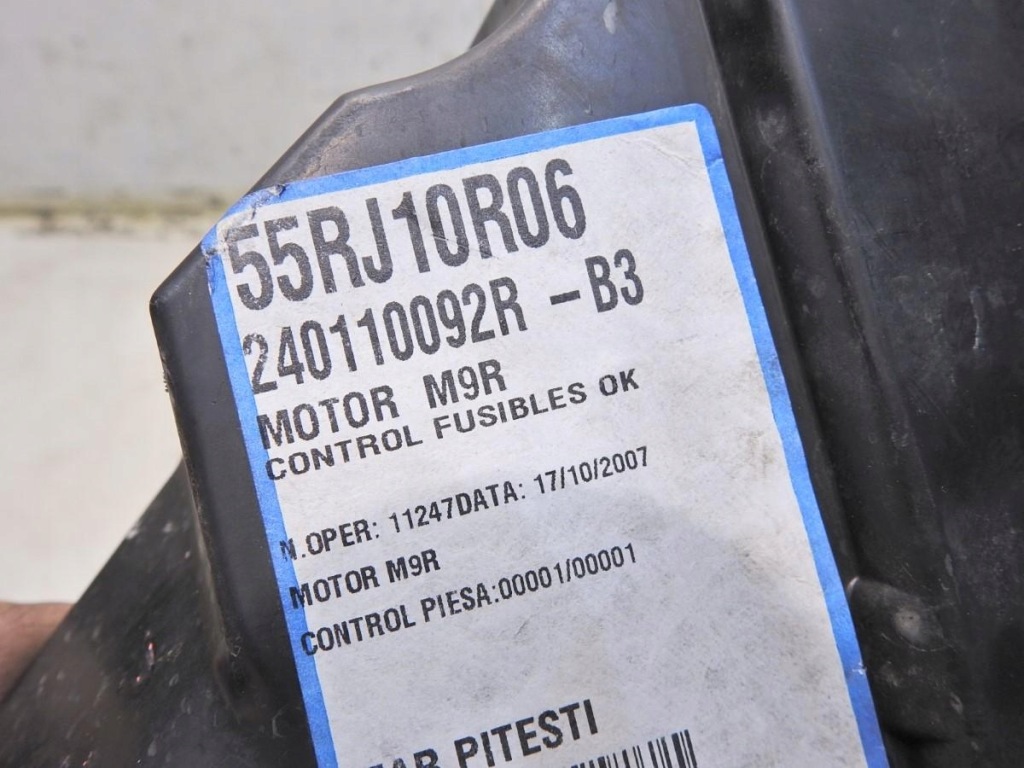 55RJ10R06
240110092R -B3
MOTOR M9R
CONTROL FUSIBLES OK
N.OPER: 11247DATA: 17/10/2007
MOTOR M9R
CONTROL PIESA:00001/00001
PITESTI